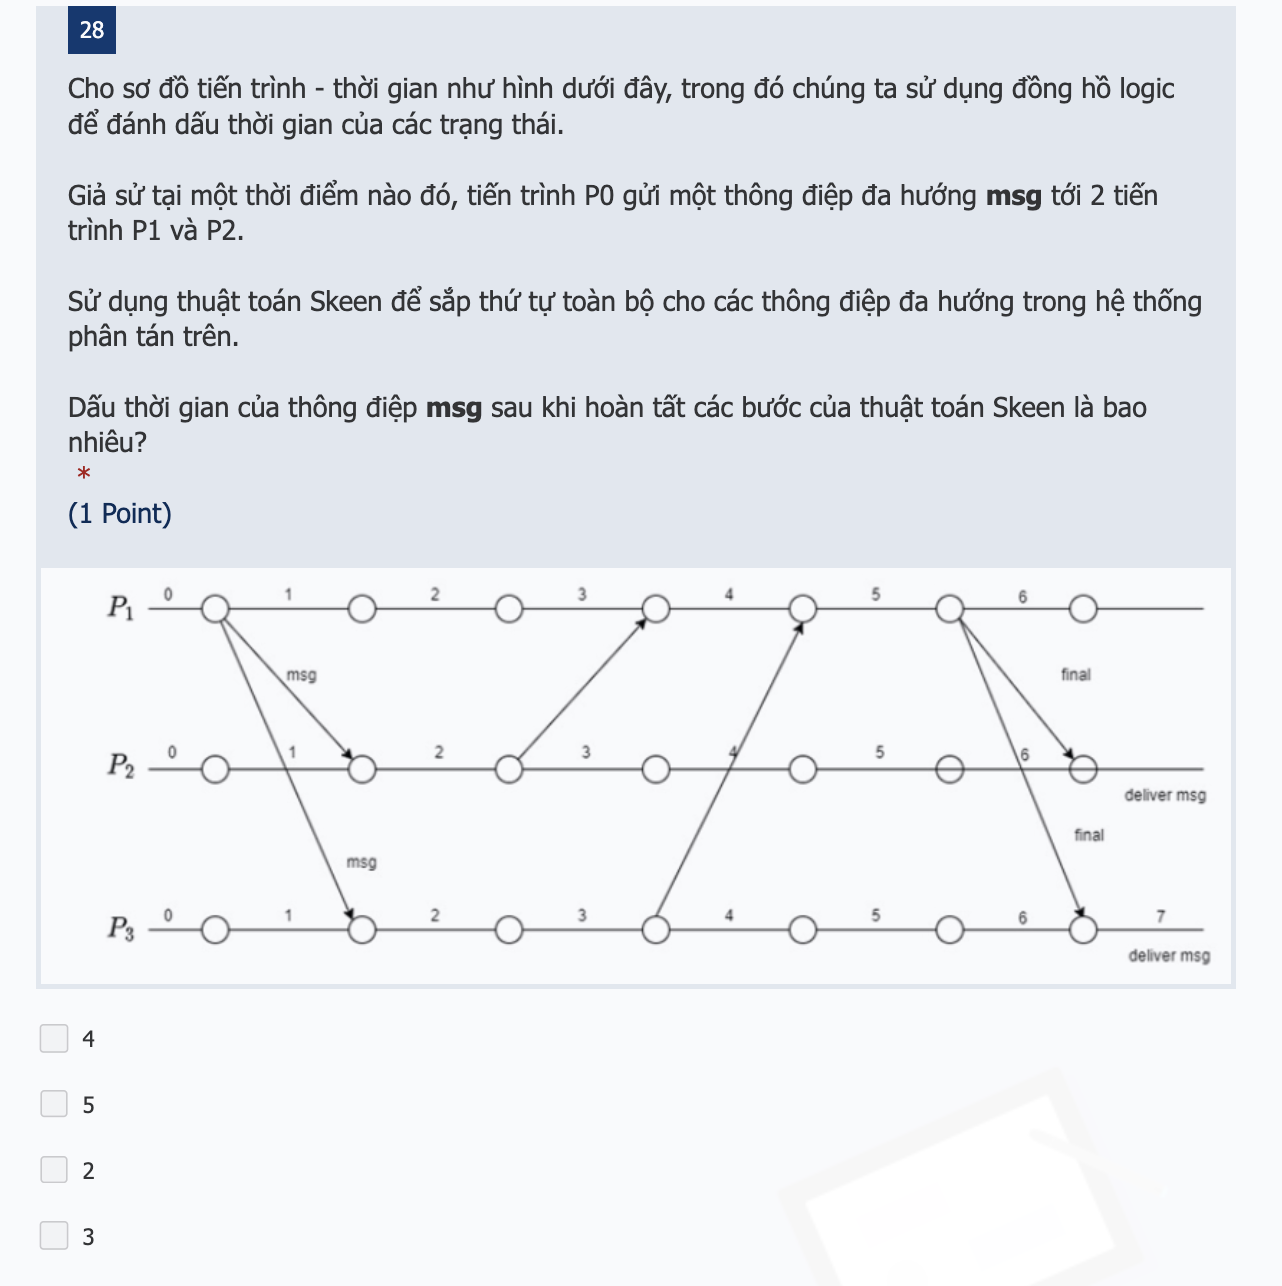 28
Cho sơ đồ tiến trình - thời gian như hình dưới đây, trong đó chúng ta sử dụng đồng hồ logic
để đánh dấu thời gian của các trạng thái.
Giả sử tại một thời điểm nào đó, tiến trình P0 gửi một thông điệp đa hướng msg tới 2 tiến
trình P1 và P2.
Sử dụng thuật toán Skeen để sắp thứ tự toàn bộ cho các thông điệp đa hướng trong hệ thống
phân tán trên.
Dấu thời gian của thông điệp msg sau khi hoàn tất các bước của thuật toán Skeen là bao
nhiêu?
*
(1 Point)
P₁ 0 1 2 3 4 5 6
msg final
P₂ 0 1 2 3 4 5 6
deliver msg
final
msg
P₃ 0 1 2 3 4 5 6 7
deliver msg
4
5
2
3